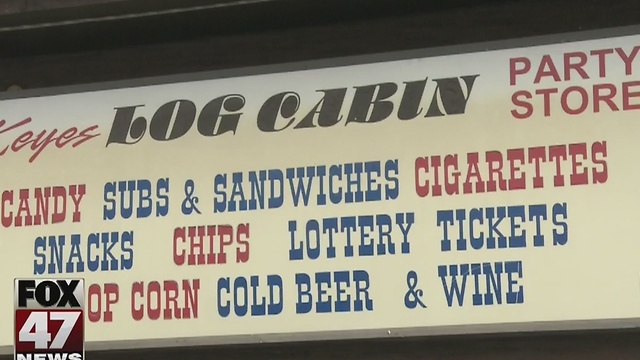 Keyes LOG CABIN PARTY STORE
CANDY SUBS & SANDWICHES CIGARETTES
SNACKS CHIPS LOTTERY TICKETS
OP CORN COLD BEER & WINE
FOX
47
NEWS